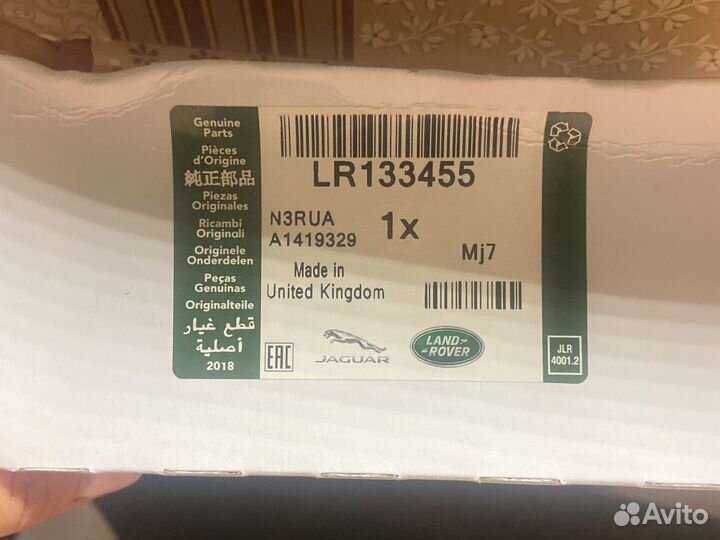 Genuine
Parts
Pièces
d'Origine
純正部品
Piezas
Originales
Ricambi
Originali
Originele
Onderdelen
Peças
Genuinas
Originalteile
قطع غيار
أصلية
2018
LR133455
N3RUA
A1419329
1x
Mj7
Made in
United Kingdom
EAC
JAGUAR
LAND-
ROVER
JLR
4001.2
Avito